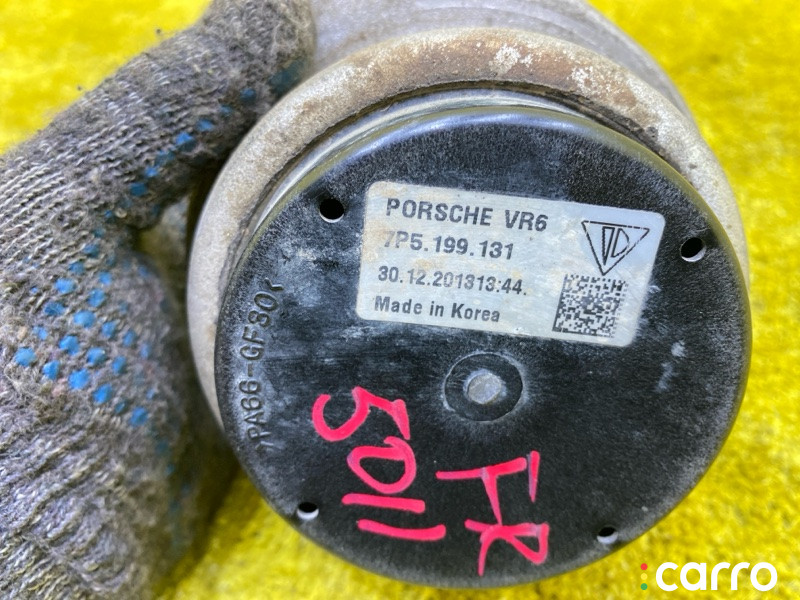 PORSCHE VR6
7P5.199.131
30.12.201313:44.
Made in Korea
>PA66-GF30<
5011
FR
carro